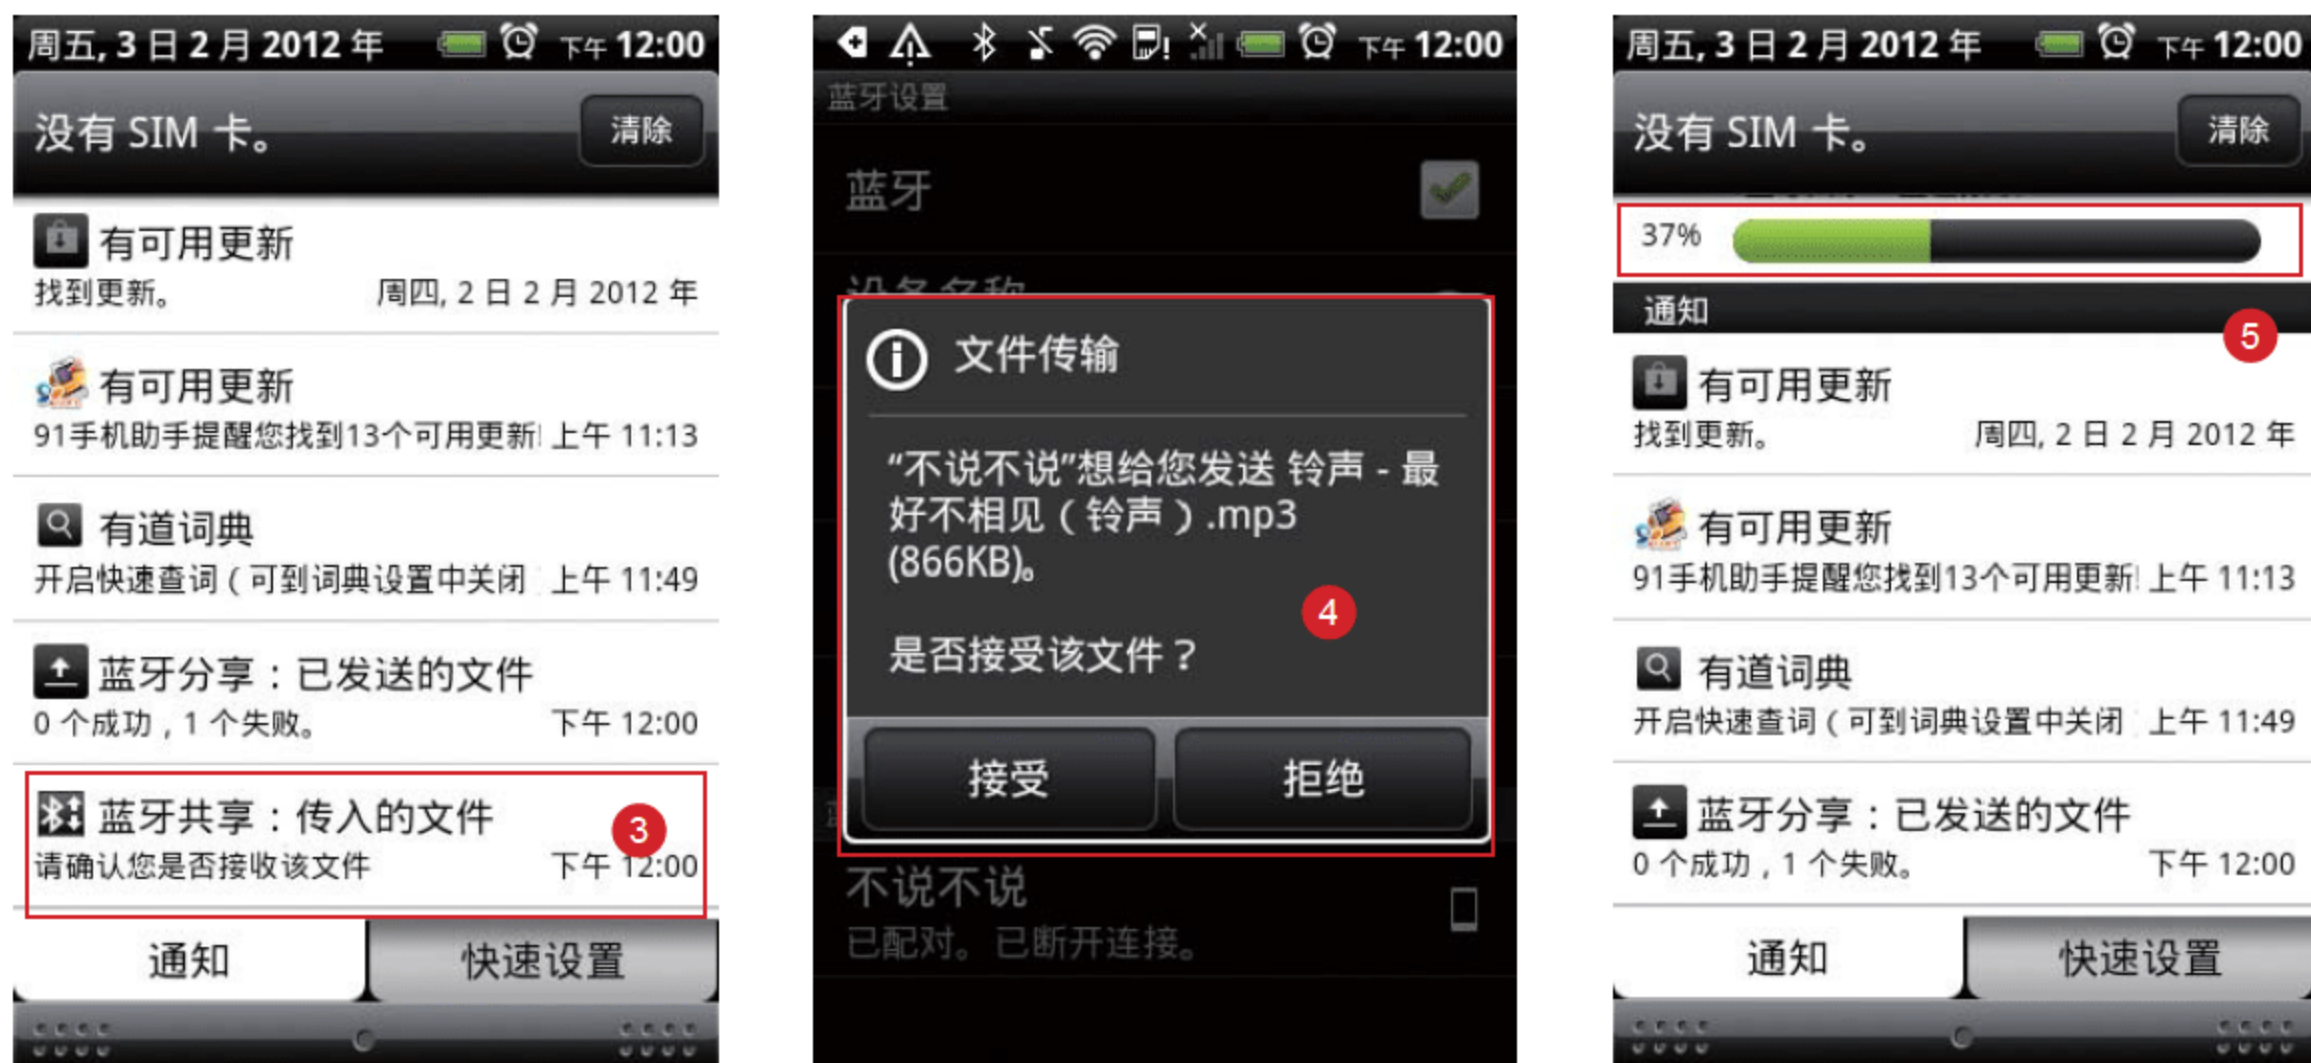 周五, 3 日 2 月 2012 年 下午 12:00
没有 SIM 卡。 清除
有可用更新
找到更新。 周四, 2 日 2 月 2012 年
有可用更新
91手机助手提醒您找到13个可用更新! 上午 11:13
有道词典
开启快速查词（可到词典设置中关闭 上午 11:49
蓝牙分享：已发送的文件
0 个成功，1 个失败。 下午 12:00
蓝牙共享：传入的文件
3
请确认您是否接收该文件 下午 12:00
通知 快速设置
下午 12:00
蓝牙设置
蓝牙
设备名称
文件传输
“不说不说”想给您发送 铃声 - 最
好不相见（铃声）.mp3
(866KB)。
4
是否接受该文件？
接受 拒绝
不说不说
已配对。已断开连接。
周五, 3 日 2 月 2012 年 下午 12:00
没有 SIM 卡。 清除
37%
通知
5
有可用更新
找到更新。 周四, 2 日 2 月 2012 年
有可用更新
91手机助手提醒您找到13个可用更新! 上午 11:13
有道词典
开启快速查词（可到词典设置中关闭 上午 11:49
蓝牙分享：已发送的文件
0 个成功，1 个失败。 下午 12:00
通知 快速设置